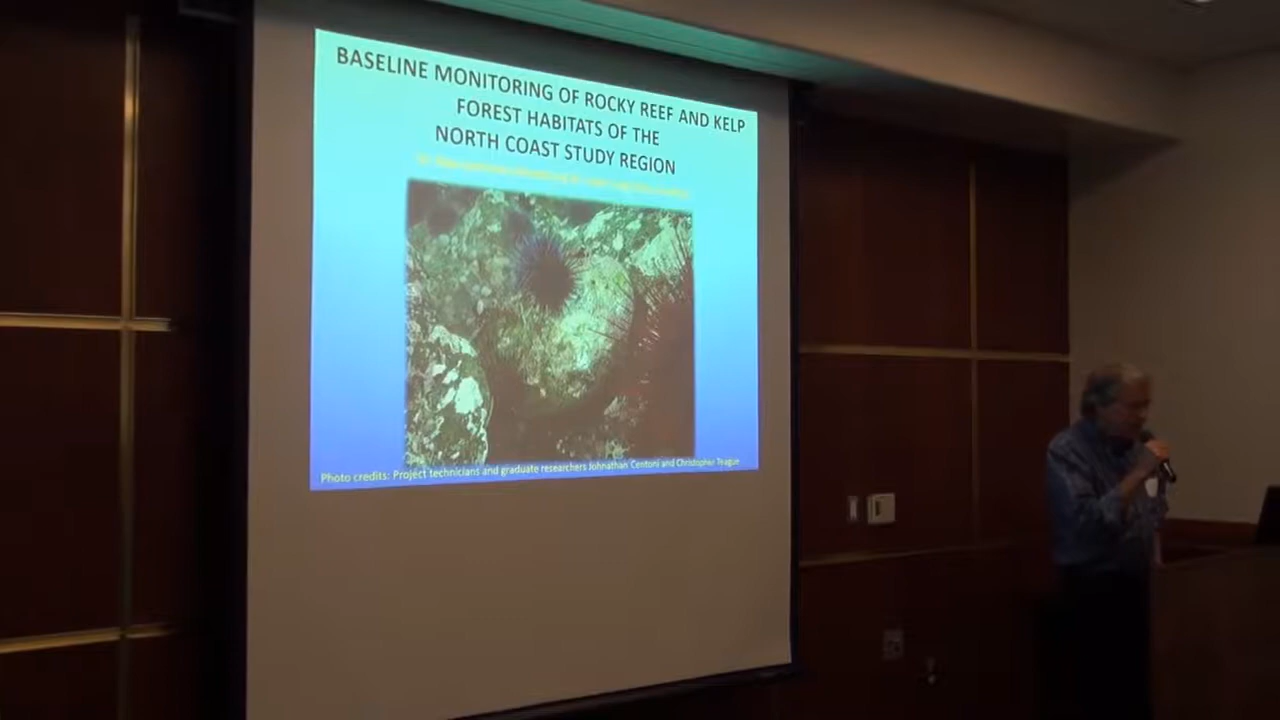 BASELINE MONITORING OF ROCKY REEF AND KELP
FOREST HABITATS OF THE
NORTH COAST STUDY REGION
Photo credits: Project technicians and graduate researchers Johnathan Centoni and Christopher Teague